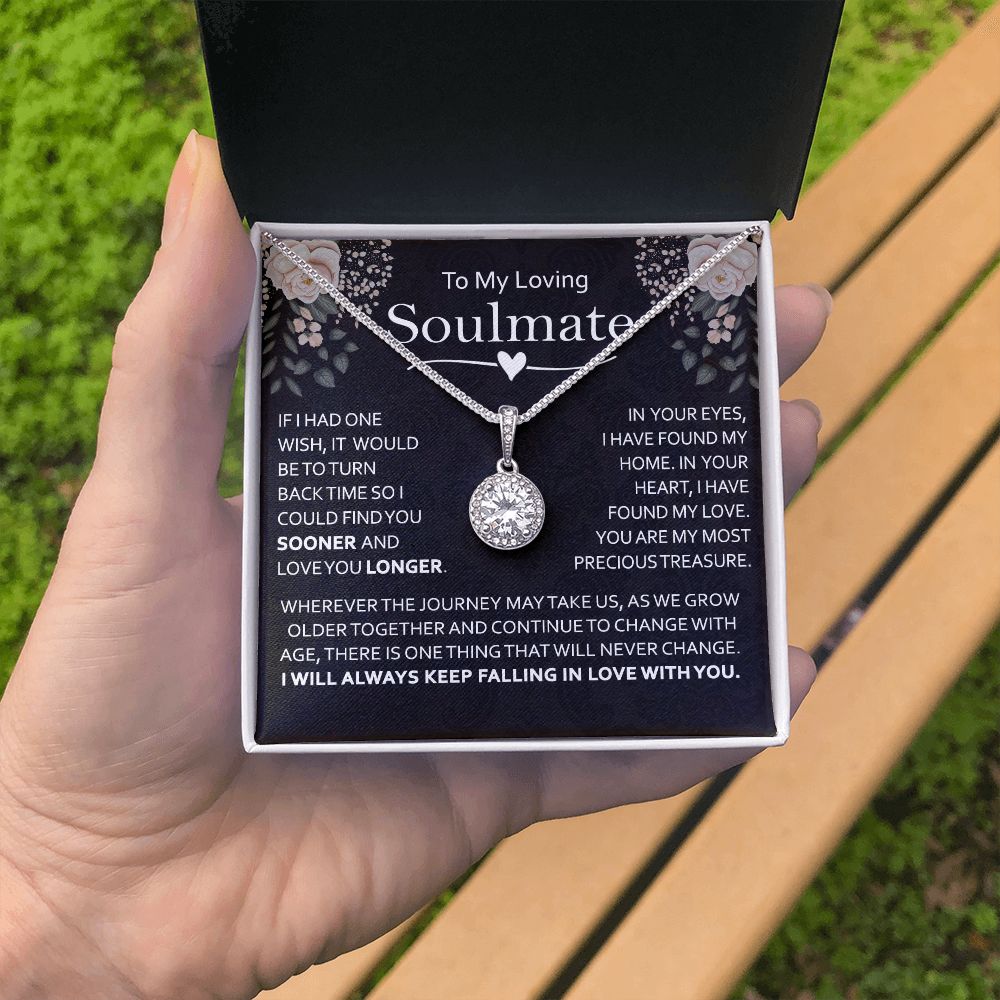 To My Loving
Soulmate
IF I HAD ONE
WISH, IT WOULD
BE TO TURN
BACK TIME SO I
COULD FIND YOU
SOONER AND
LOVE YOU LONGER.
IN YOUR EYES,
I HAVE FOUND MY
HOME. IN YOUR
HEART, I HAVE
FOUND MY LOVE.
YOU ARE MY MOST
PRECIOUS TREASURE.
WHEREVER THE JOURNEY MAY TAKE US, AS WE GROW
OLDER TOGETHER AND CONTINUE TO CHANGE WITH
AGE, THERE IS ONE THING THAT WILL NEVER CHANGE.
I WILL ALWAYS KEEP FALLING IN LOVE WITH YOU.